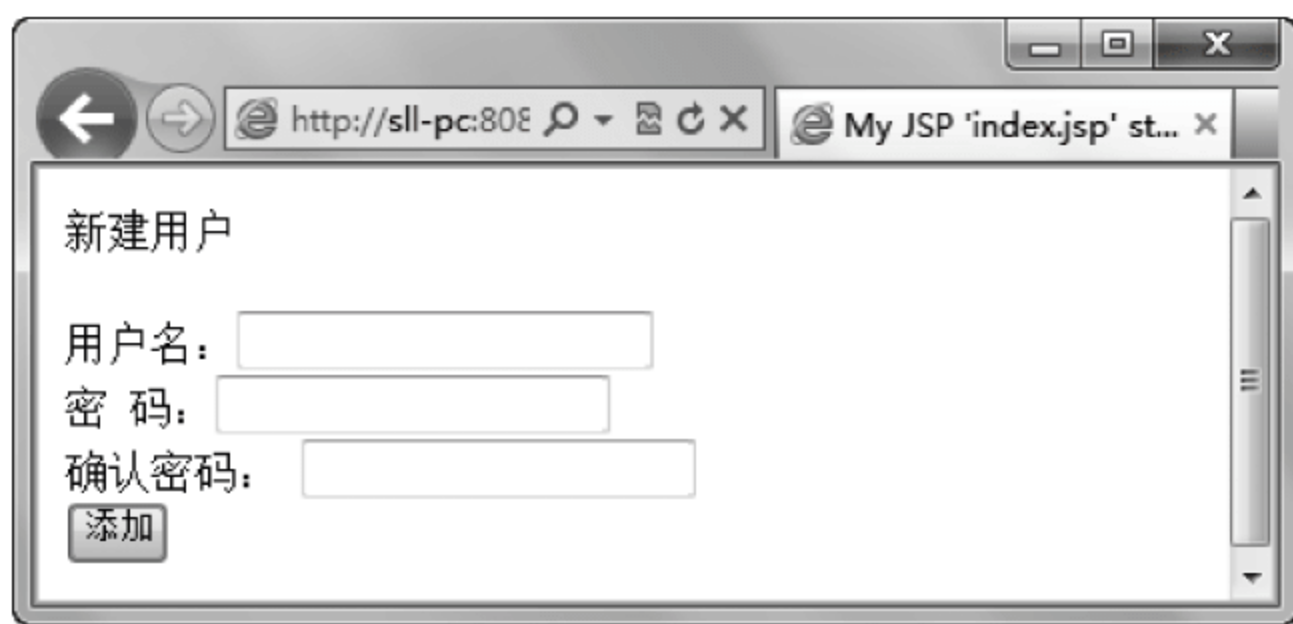 http://sll-pc:808
My JSP 'index.jsp' st...
新建用户
用户名：
密 码：
确认密码：
添加